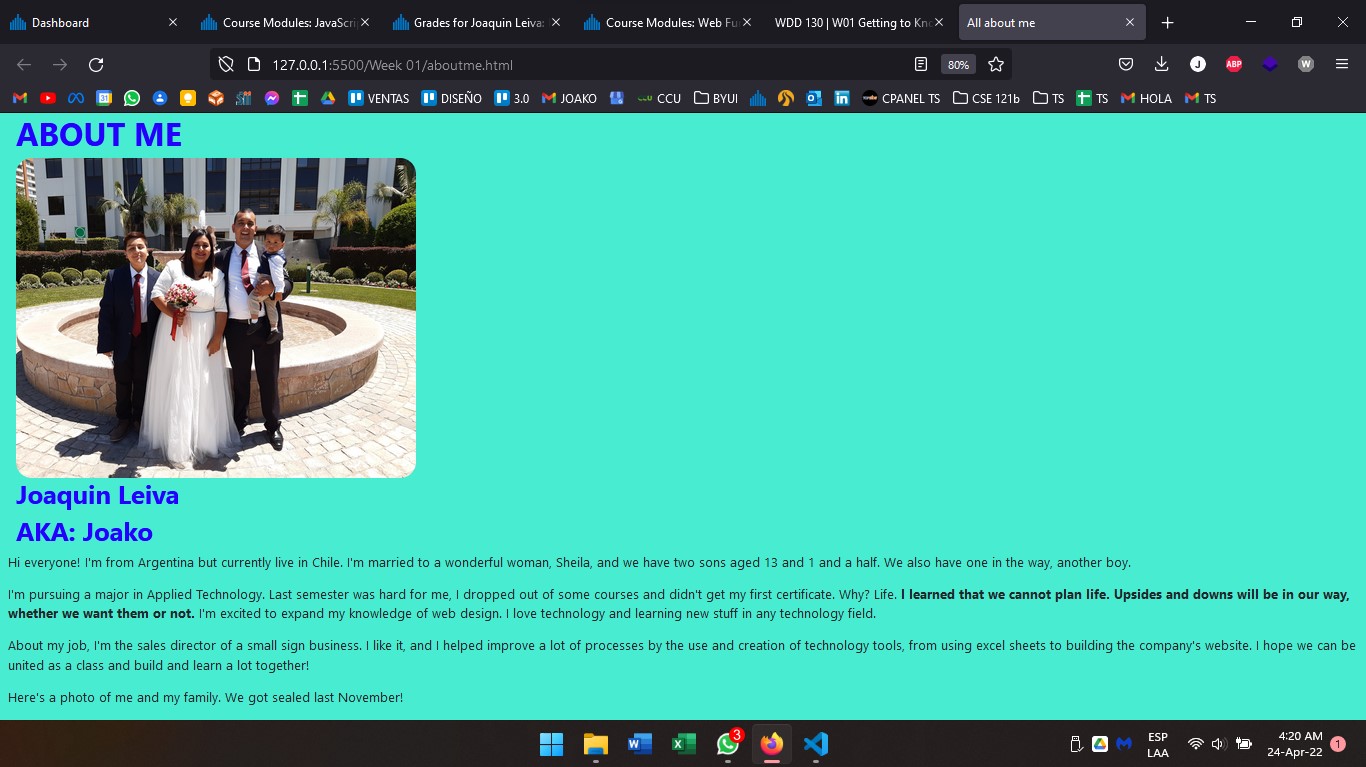 Dashboard
Course Modules: JavaScri
Grades for Joaquin Leiva:
Course Modules: Web Fu
WDD 130 | W01 Getting to Kno
All about me
127.0.0.1:5500/Week 01/aboutme.html
80%
J
ABP
W
31
VENTAS
DISEÑO
3.0
JOAKO
CCU
BYUI
CPANEL TS
CSE 121b
TS
TS
HOLA
TS
ABOUT ME
Joaquin Leiva
AKA: Joako
Hi everyone! I'm from Argentina but currently live in Chile. I'm married to a wonderful woman, Sheila, and we have two sons aged 13 and 1 and a half. We also have one in the way, another boy.
I'm pursuing a major in Applied Technology. Last semester was hard for me, I dropped out of some courses and didn't get my first certificate. Why? Life. I learned that we cannot plan life. Upsides and downs will be in our way,
whether we want them or not. I'm excited to expand my knowledge of web design. I love technology and learning new stuff in any technology field.
About my job, I'm the sales director of a small sign business. I like it, and I helped improve a lot of processes by the use and creation of technology tools, from using excel sheets to building the company's website. I hope we can be
united as a class and build and learn a lot together!
Here's a photo of me and my family. We got sealed last November!
3
ESP
LAA
4:20 AM
24-Apr-22
1